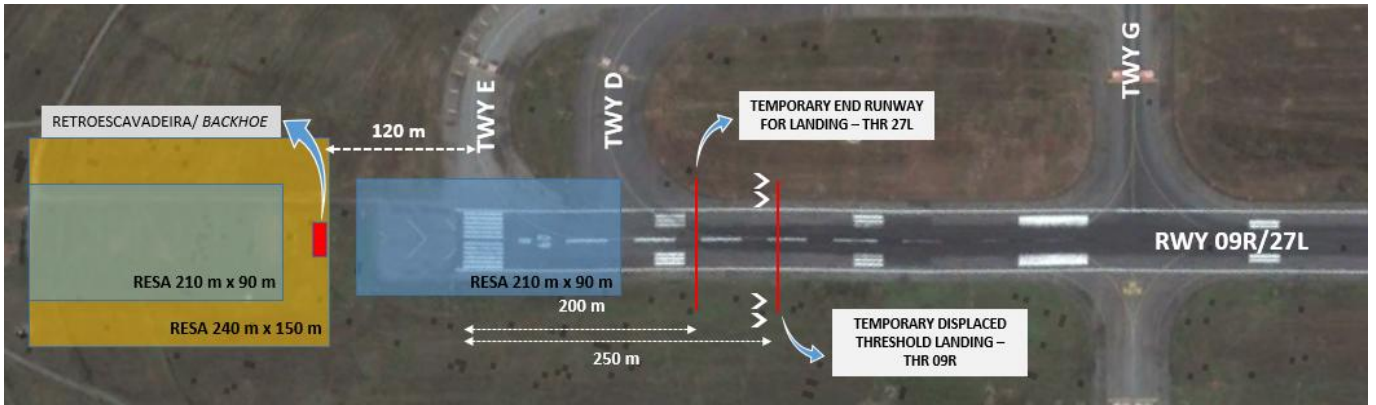 TWY E
TWY D
TWY G
RETROESCAVADEIRA/ BACKHOE
120 m
TEMPORARY END RUNWAY
FOR LANDING – THR 27L
RWY 09R/27L
RESA 210 m x 90 m
RESA 210 m x 90 m
200 m
RESA 240 m x 150 m
250 m
TEMPORARY DISPLACED
THRESHOLD LANDING –
THR 09R